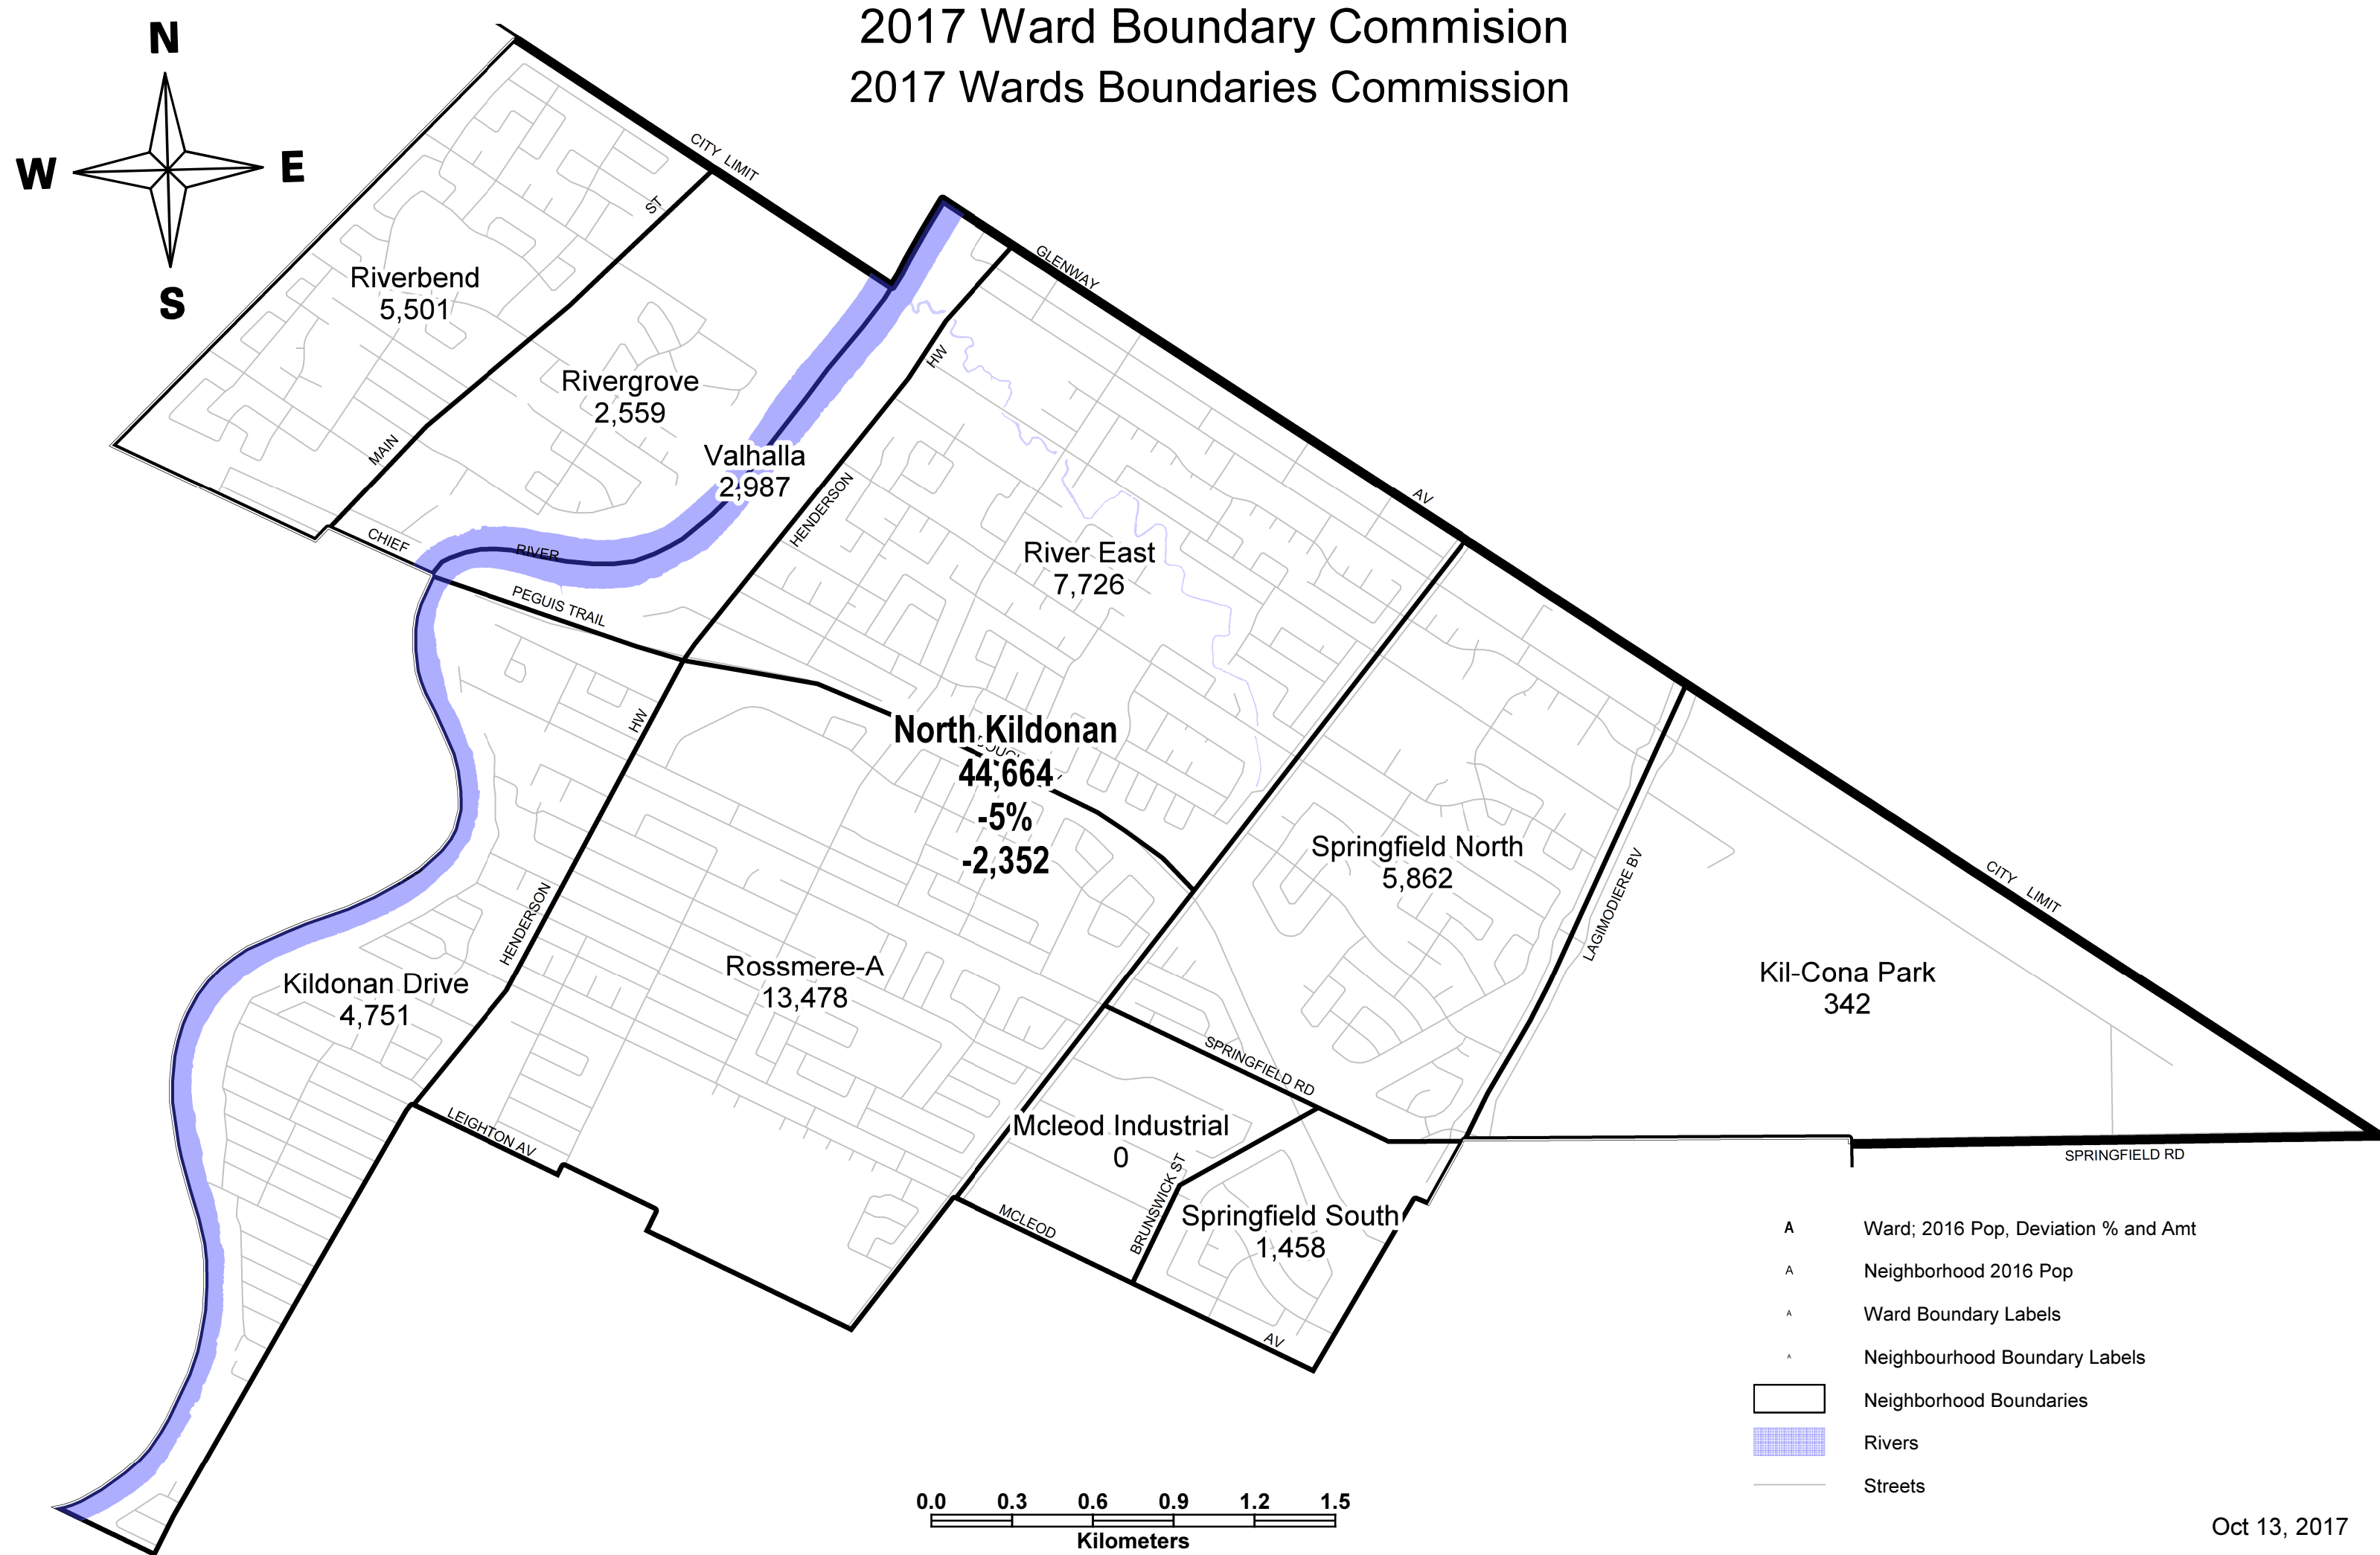 2017 Ward Boundary Commision
2017 Wards Boundaries Commission
N
W
E
S
CITY LIMIT
ST
GLENWAY
Riverbend
5,501
HW
Rivergrove
2,559
MAIN
Valhalla
2,987
HENDERSON
AV
CHIEF
RIVER
River East
7,726
PEGUIS TRAIL
HW
North Kildonan
44,664
-5%
-2,352
Springfield North
5,862
LAGIMODIERE BV
CITY LIMIT
HENDERSON
Rossmere-A
13,478
Kildonan Drive
4,751
Kil-Cona Park
342
SPRINGFIELD RD
LEIGHTON AV
Mcleod Industrial
0
SPRINGFIELD RD
BRUNSWICK ST
MCLEOD
Springfield South
1,458
AV
A Ward; 2016 Pop, Deviation % and Amt
A Neighborhood 2016 Pop
A Ward Boundary Labels
A Neighbourhood Boundary Labels
Neighborhood Boundaries
Rivers
Streets
0.0 0.3 0.6 0.9 1.2 1.5
Kilometers
Oct 13, 2017